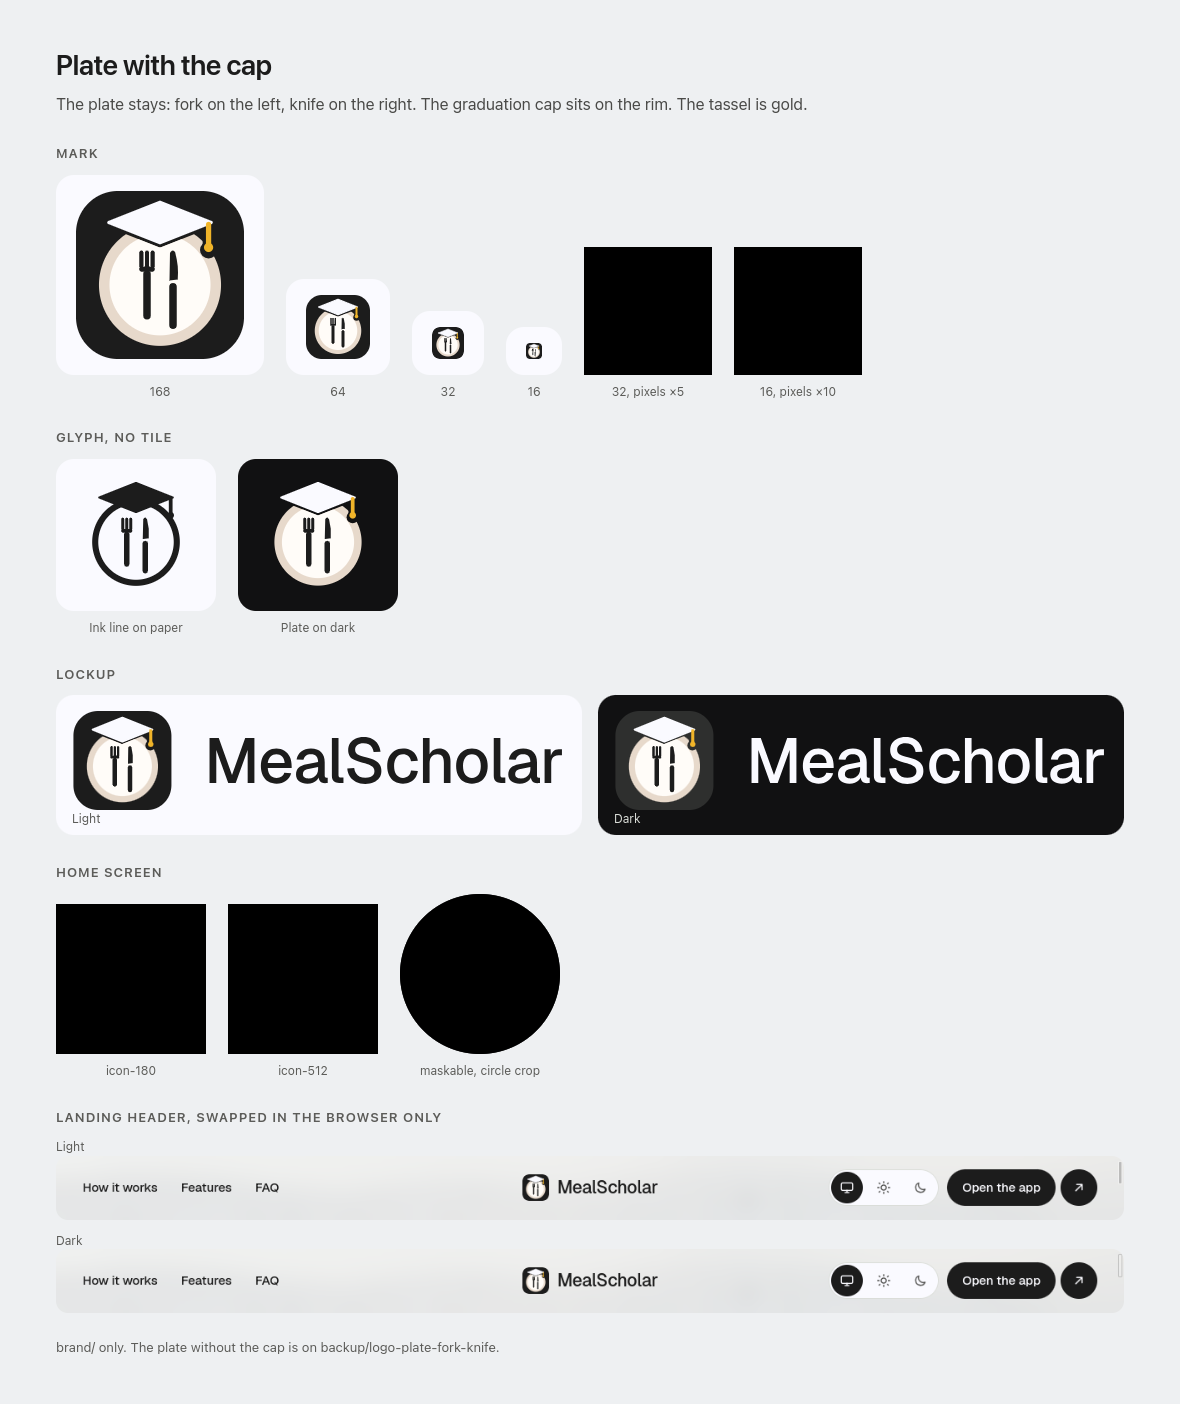 Plate with the cap
The plate stays: fork on the left, knife on the right. The graduation cap sits on the rim. The tassel is gold.
MARK
168
64
32
16
32, pixels ×5
16, pixels ×10
GLYPH, NO TILE
Ink line on paper
Plate on dark
LOCKUP
MealScholar
Light
MealScholar
Dark
HOME SCREEN
icon-180
icon-512
maskable, circle crop
LANDING HEADER, SWAPPED IN THE BROWSER ONLY
Light
How it works Features FAQ MealScholar Open the app
Dark
How it works Features FAQ MealScholar Open the app
brand/ only. The plate without the cap is on backup/logo-plate-fork-knife.